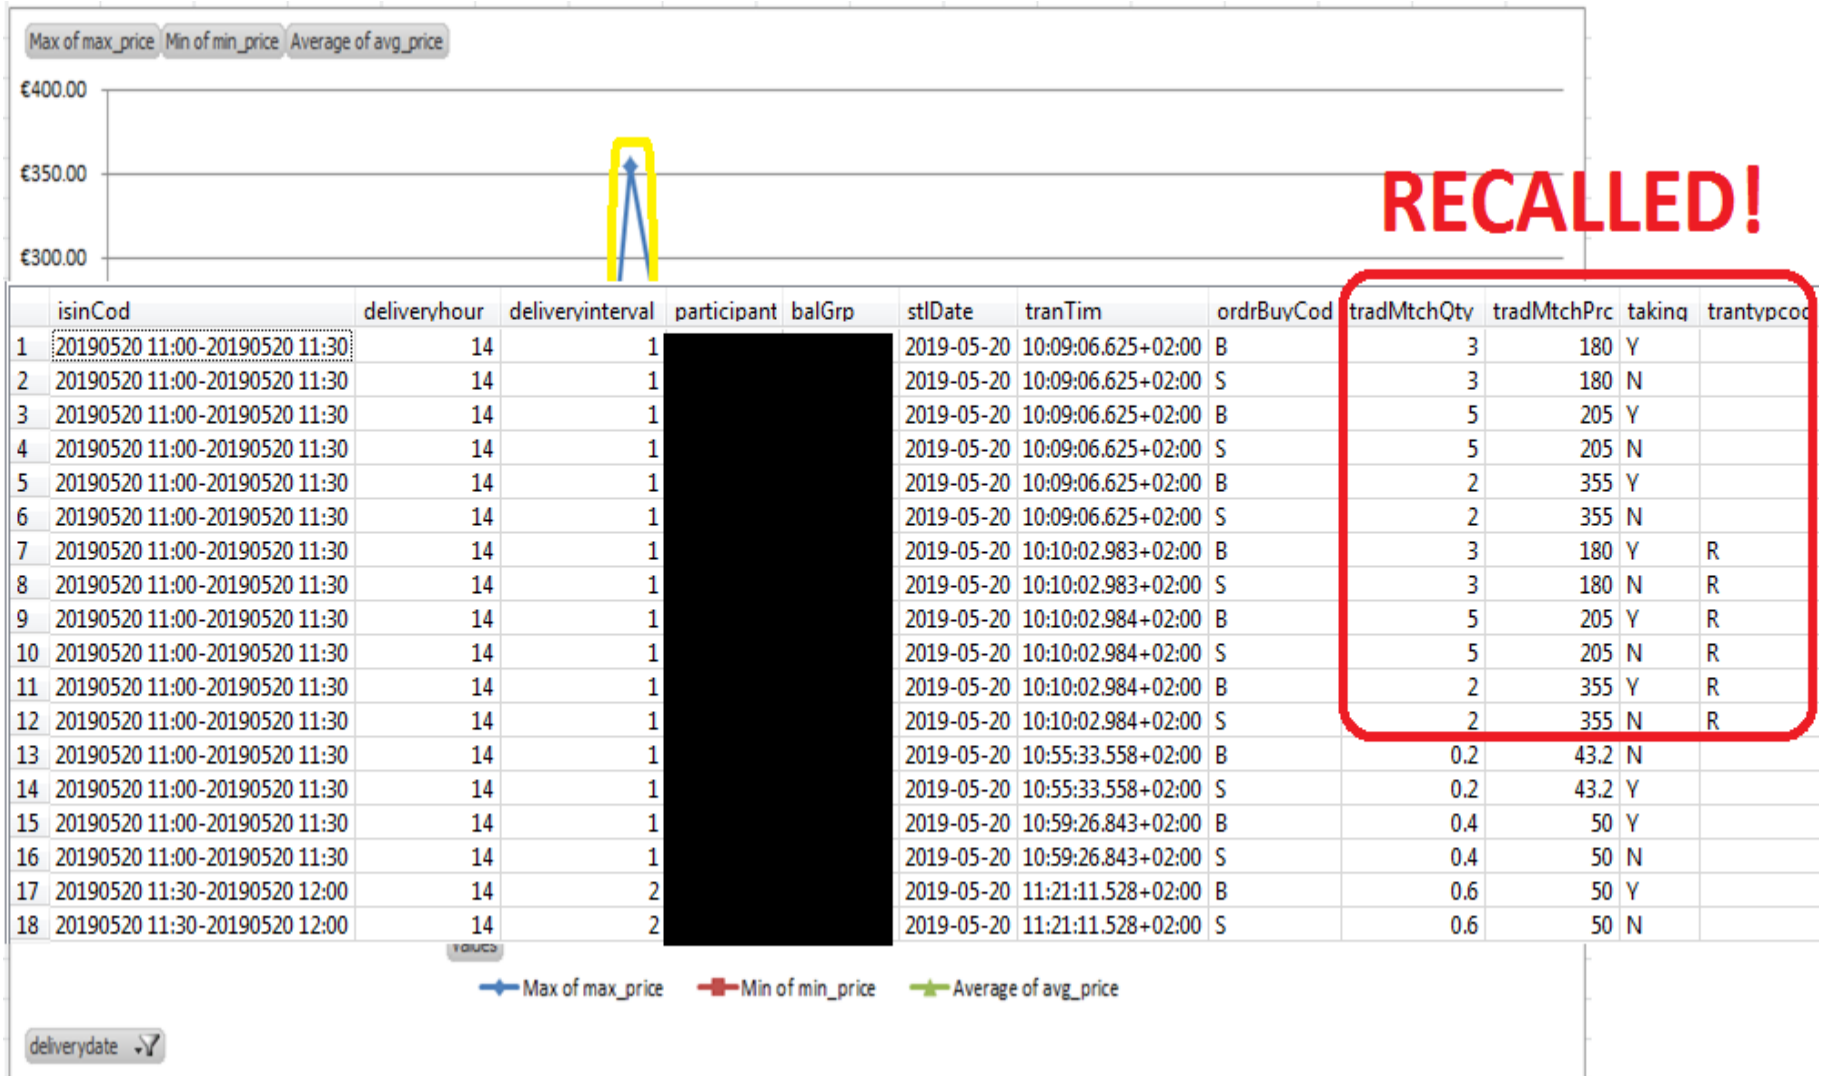 Max of max_price Min of min_price Average of avg_price
€400.00
€350.00
RECALLED!
€300.00
isinCod deliveryhour deliveryinterval participant balGrp stlDate tranTim ordrBuyCod tradMtchQty tradMtchPrc taking trantypcod
1 20190520 11:00-20190520 11:30 14 1 2019-05-20 10:09:06.625+02:00 B 3 180 Y
2 20190520 11:00-20190520 11:30 14 1 2019-05-20 10:09:06.625+02:00 S 3 180 N
3 20190520 11:00-20190520 11:30 14 1 2019-05-20 10:09:06.625+02:00 B 5 205 Y
4 20190520 11:00-20190520 11:30 14 1 2019-05-20 10:09:06.625+02:00 S 5 205 N
5 20190520 11:00-20190520 11:30 14 1 2019-05-20 10:09:06.625+02:00 B 2 355 Y
6 20190520 11:00-20190520 11:30 14 1 2019-05-20 10:09:06.625+02:00 S 2 355 N
7 20190520 11:00-20190520 11:30 14 1 2019-05-20 10:10:02.983+02:00 B 3 180 Y R
8 20190520 11:00-20190520 11:30 14 1 2019-05-20 10:10:02.983+02:00 S 3 180 N R
9 20190520 11:00-20190520 11:30 14 1 2019-05-20 10:10:02.984+02:00 B 5 205 Y R
10 20190520 11:00-20190520 11:30 14 1 2019-05-20 10:10:02.984+02:00 S 5 205 N R
11 20190520 11:00-20190520 11:30 14 1 2019-05-20 10:10:02.984+02:00 B 2 355 Y R
12 20190520 11:00-20190520 11:30 14 1 2019-05-20 10:10:02.984+02:00 S 2 355 N R
13 20190520 11:00-20190520 11:30 14 1 2019-05-20 10:55:33.558+02:00 B 0.2 43.2 N
14 20190520 11:00-20190520 11:30 14 1 2019-05-20 10:55:33.558+02:00 S 0.2 43.2 Y
15 20190520 11:00-20190520 11:30 14 1 2019-05-20 10:59:26.843+02:00 B 0.4 50 Y
16 20190520 11:00-20190520 11:30 14 1 2019-05-20 10:59:26.843+02:00 S 0.4 50 N
17 20190520 11:30-20190520 12:00 14 2 2019-05-20 11:21:11.528+02:00 B 0.6 50 Y
18 20190520 11:30-20190520 12:00 14 2 2019-05-20 11:21:11.528+02:00 S 0.6 50 N
Values
Max of max_price Min of min_price Average of avg_price
deliverydate